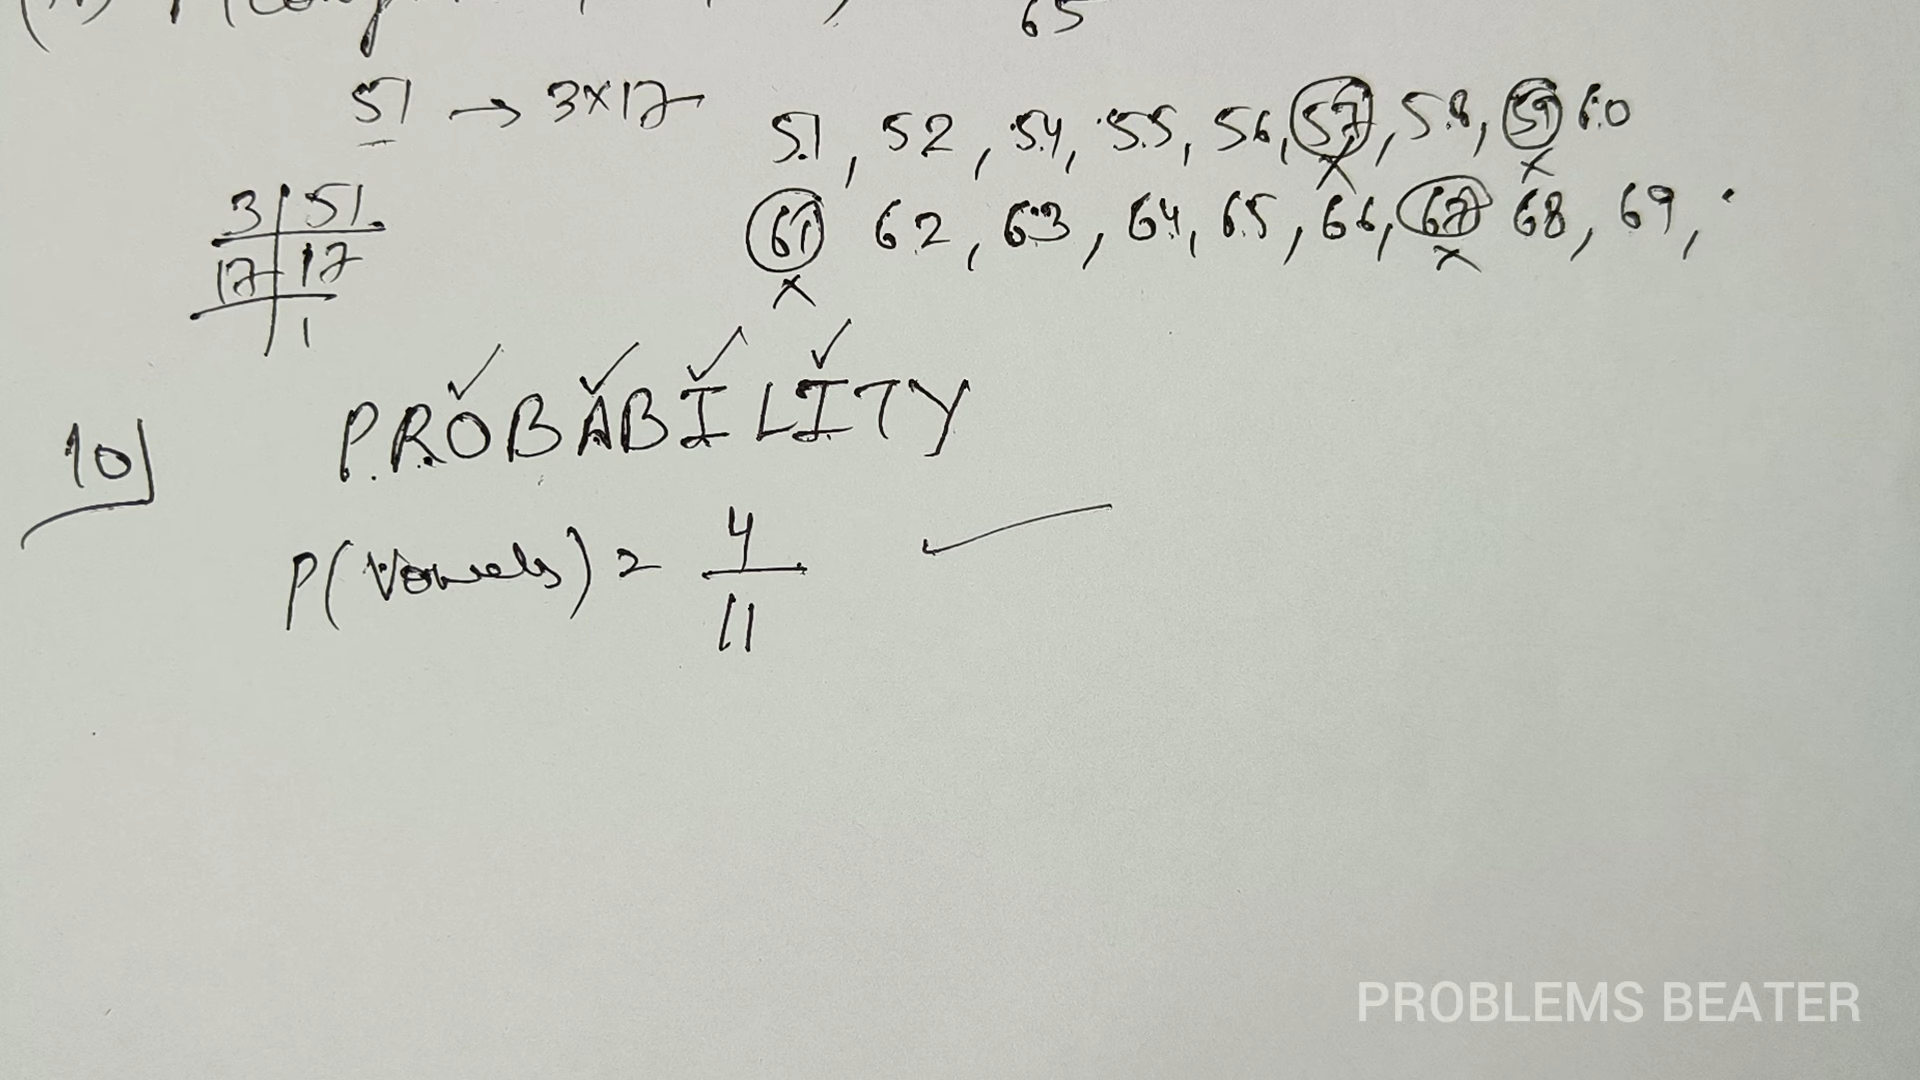 65
51 → 3×17
51, 52, 54, 55, 56, 57, 58, 59 60
x x
3 51
61 62, 63, 64, 65, 66, 67 68, 69,
x x
17 17
1
10 PROBABILITY
P(Vowels) = 4/11
PROBLEMS BEATER